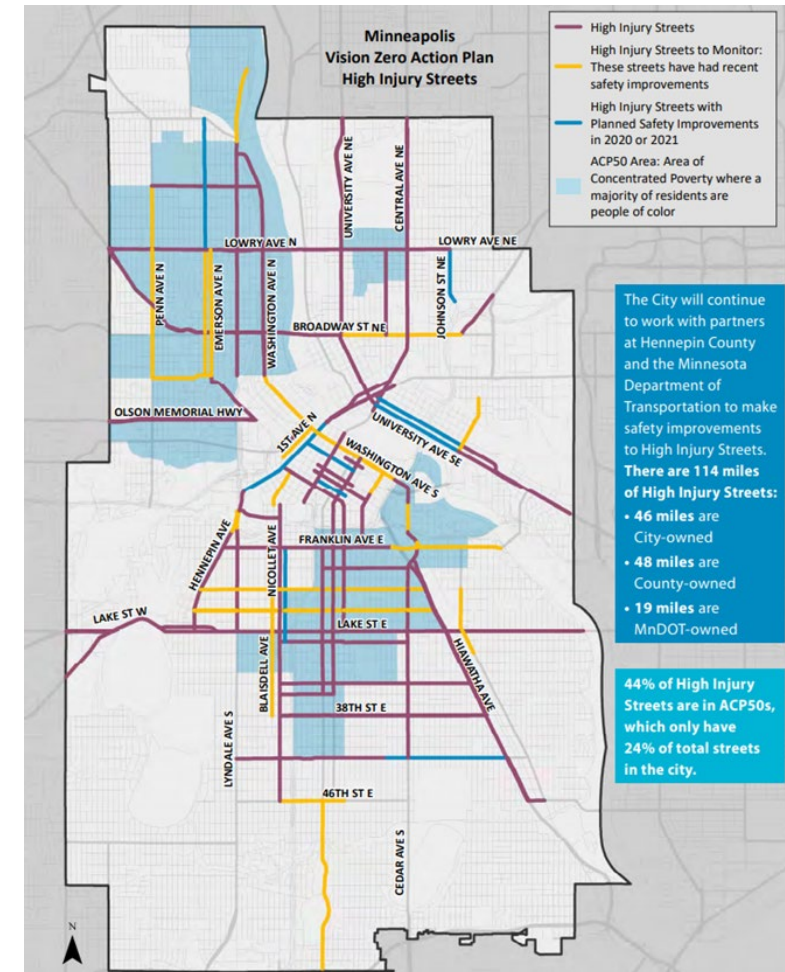 Minneapolis
Vision Zero Action Plan
High Injury Streets
High Injury Streets
High Injury Streets to Monitor:
These streets have had recent
safety improvements
High Injury Streets with
Planned Safety Improvements
in 2020 or 2021
ACP50 Area: Area of
Concentrated Poverty where a
majority of residents are
people of color
UNIVERSITY AVE NE
CENTRAL AVE NE
LOWRY AVE N
LOWRY AVE NE
PENN AVE N
EMERSON AVE N
WASHINGTON AVE N
JOHNSON ST NE
BROADWAY ST NE
OLSON MEMORIAL HWY
1ST AVE N
UNIVERSITY AVE SE
WASHINGTON AVE S
HENNEPIN AVE
NICOLLET AVE
FRANKLIN AVE E
LAKE ST W
LAKE ST E
BLAISDELL AVE
HIAWATHA AVE
38TH ST E
LYNDALE AVE S
46TH ST E
CEDAR AVE S
N
The City will continue
to work with partners
at Hennepin County
and the Minnesota
Department of
Transportation to make
safety improvements
to High Injury Streets.
There are 114 miles
of High Injury Streets:
• 46 miles are
City-owned
• 48 miles are
County-owned
• 19 miles are
MnDOT-owned
44% of High Injury
Streets are in ACP50s,
which only have
24% of total streets
in the city.